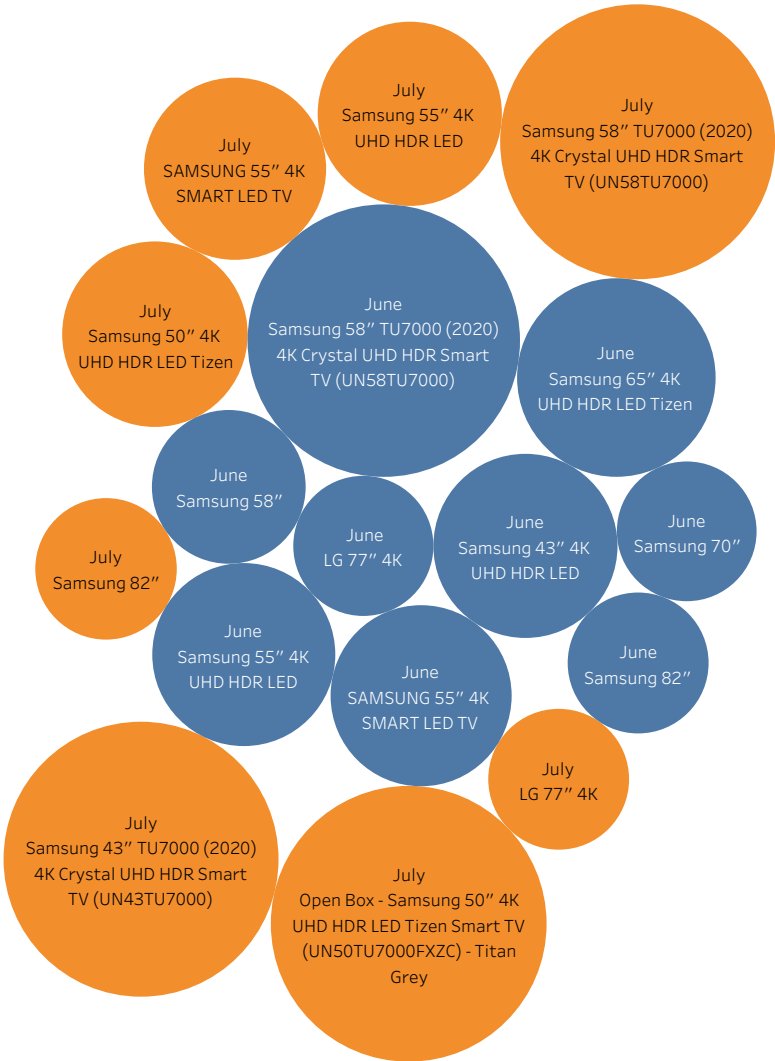 July
Samsung 55” 4K
UHD HDR LED
July
Samsung 58” TU7000 (2020)
4K Crystal UHD HDR Smart
TV (UN58TU7000)
July
SAMSUNG 55” 4K
SMART LED TV
July
Samsung 50” 4K
UHD HDR LED Tizen
June
Samsung 58” TU7000 (2020)
4K Crystal UHD HDR Smart
TV (UN58TU7000)
June
Samsung 65” 4K
UHD HDR LED Tizen
June
Samsung 58”
June
LG 77” 4K
June
Samsung 43” 4K
UHD HDR LED
June
Samsung 70”
July
Samsung 82”
June
Samsung 55” 4K
UHD HDR LED
June
SAMSUNG 55” 4K
SMART LED TV
June
Samsung 82”
July
LG 77” 4K
July
Samsung 43” TU7000 (2020)
4K Crystal UHD HDR Smart
TV (UN43TU7000)
July
Open Box - Samsung 50” 4K
UHD HDR LED Tizen Smart TV
(UN50TU7000FXZC) - Titan
Grey